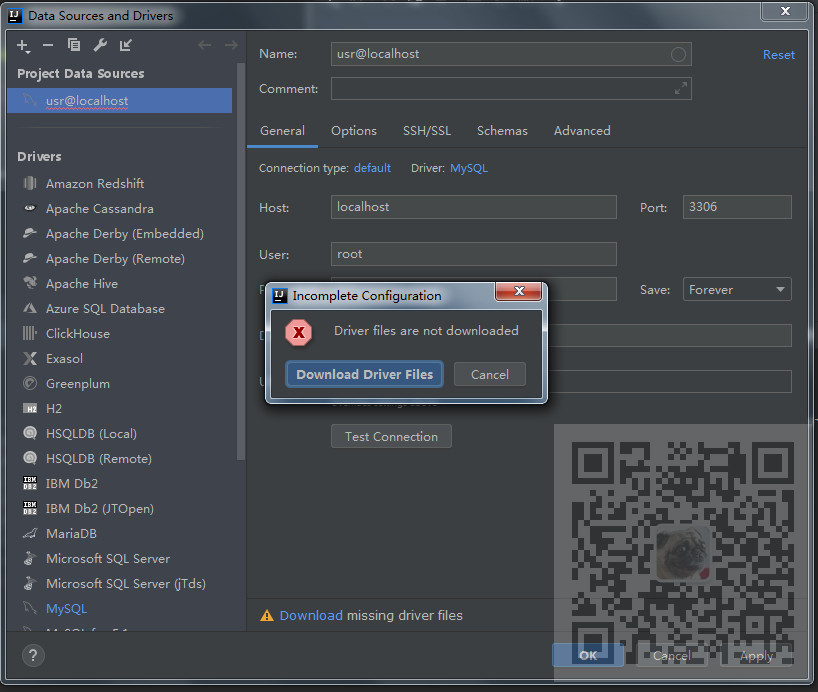 Data Sources and Drivers
Project Data Sources
usr@localhost
Drivers
Amazon Redshift
Apache Cassandra
Apache Derby (Embedded)
Apache Derby (Remote)
Apache Hive
Azure SQL Database
ClickHouse
Exasol
Greenplum
H2
HSQLDB (Local)
HSQLDB (Remote)
IBM Db2
IBM Db2 (JTOpen)
MariaDB
Microsoft SQL Server
Microsoft SQL Server (jTds)
MySQL
Name: usr@localhost Reset
Comment:
General Options SSH/SSL Schemas Advanced
Connection type: default Driver: MySQL
Host: localhost Port: 3306
User: root
Save: Forever
Incomplete Configuration
Driver files are not downloaded
Download Driver Files Cancel
Test Connection
Download missing driver files
? OK Cancel Apply